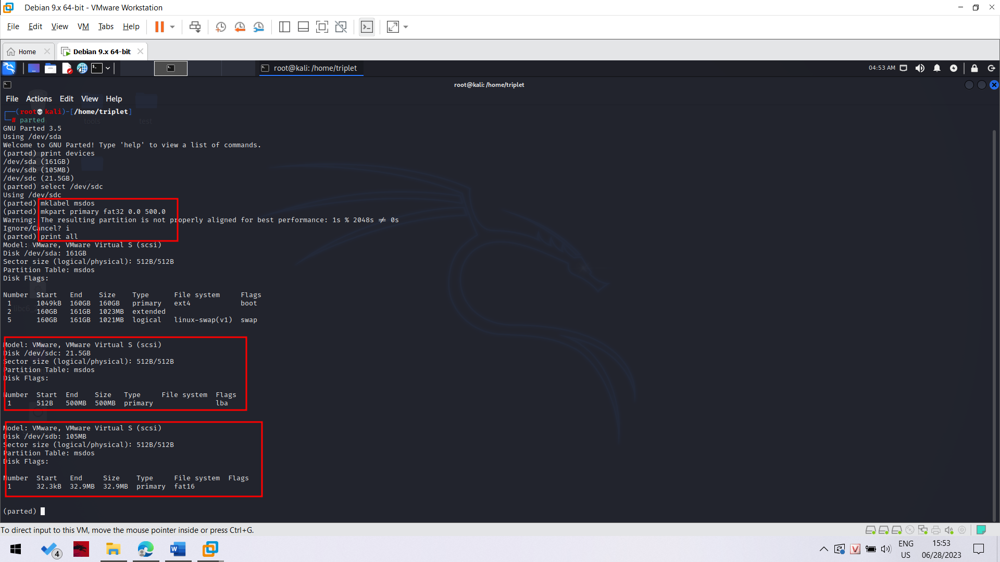 Debian 9.x 64-bit - VMware Workstation
File Edit View VM Tabs Help
Home Debian 9.x 64-bit
root@kali: /home/triplet 04:53 AM
root@kali: /home/triplet
File Actions Edit View Help
┌──(root💀kali)-[/home/triplet]
└─# parted
GNU Parted 3.5
Using /dev/sda
Welcome to GNU Parted! Type 'help' to view a list of commands.
(parted) print devices
/dev/sda (161GB)
/dev/sdb (105MB)
/dev/sdc (21.5GB)
(parted) select /dev/sdc
Using /dev/sdc
(parted) mklabel msdos
(parted) mkpart primary fat32 0.0 500.0
Warning: The resulting partition is not properly aligned for best performance: 1s % 2048s != 0s
Ignore/Cancel? i
(parted) print all
Model: VMware, VMware Virtual S (scsi)
Disk /dev/sda: 161GB
Sector size (logical/physical): 512B/512B
Partition Table: msdos
Disk Flags:
Number Start End Size Type File system Flags
1 1049kB 160GB 160GB primary ext4 boot
2 160GB 161GB 1023MB extended
5 160GB 161GB 1021MB logical linux-swap(v1) swap
Model: VMware, VMware Virtual S (scsi)
Disk /dev/sdc: 21.5GB
Sector size (logical/physical): 512B/512B
Partition Table: msdos
Disk Flags:
Number Start End Size Type File system Flags
1 512B 500MB 500MB primary lba
Model: VMware, VMware Virtual S (scsi)
Disk /dev/sdb: 105MB
Sector size (logical/physical): 512B/512B
Partition Table: msdos
Disk Flags:
Number Start End Size Type File system Flags
1 32.3kB 32.9MB 32.9MB primary fat16
(parted)
To direct input to this VM, move the mouse pointer inside or press Ctrl+G.
4 ENG 15:53
US 06/28/2023